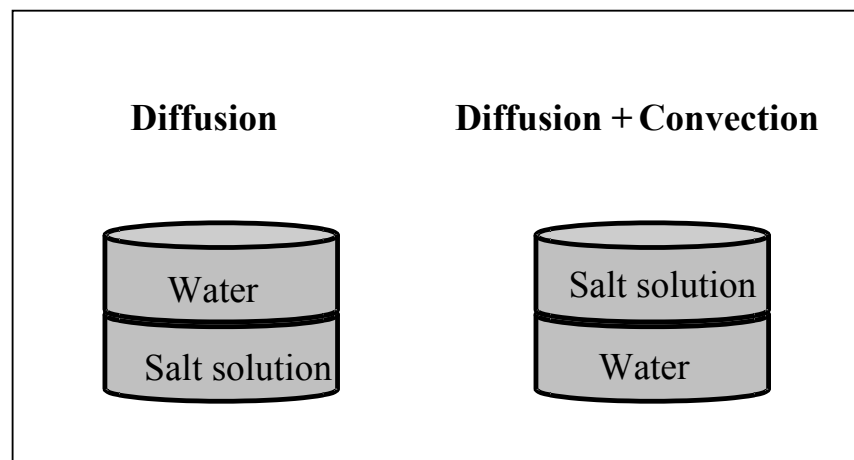 Diffusion
Diffusion + Convection
Water
Salt solution
Salt solution
Water